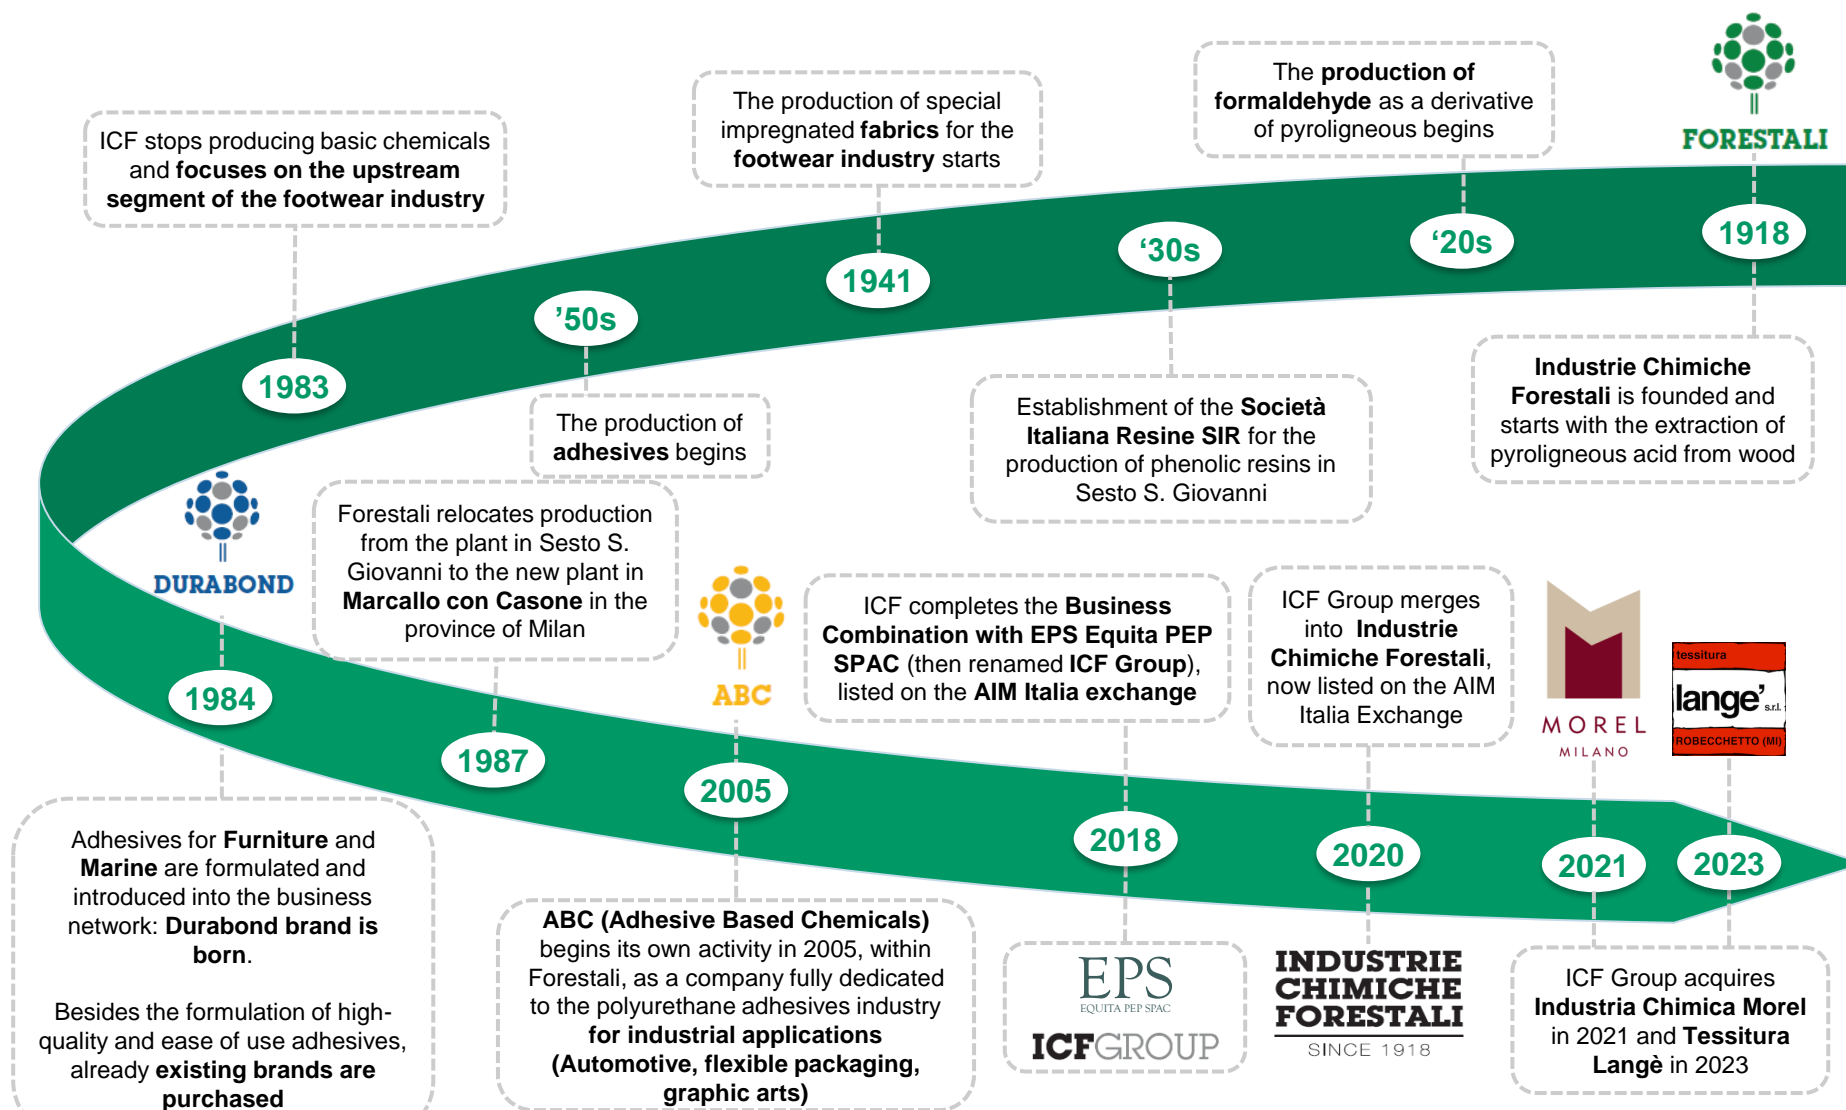 FORESTALI
The production of
formaldehyde as a derivative
of pyroligneous begins
The production of special
impregnated fabrics for the
footwear industry starts
ICF stops producing basic chemicals
and focuses on the upstream
segment of the footwear industry
1918
‘20s
‘30s
1941
’50s
1983
Industrie Chimiche
Forestali is founded and
starts with the extraction of
pyroligneous acid from wood
Establishment of the Società
Italiana Resine SIR for the
production of phenolic resins in
Sesto S. Giovanni
The production of
adhesives begins
DURABOND
Forestali relocates production
from the plant in Sesto S.
Giovanni to the new plant in
Marcallo con Casone in the
province of Milan
ABC
ICF completes the Business
Combination with EPS Equita PEP
SPAC (then renamed ICF Group),
listed on the AIM Italia exchange
ICF Group merges
into Industrie
Chimiche Forestali,
now listed on the AIM
Italia Exchange
MOREL
MILANO
tessitura
lange’ s.r.l.
ROBECCHETTO (MI)
1984
1987
2005
2018
2020
2021
2023
Adhesives for Furniture and
Marine are formulated and
introduced into the business
network: Durabond brand is
born.
Besides the formulation of high-
quality and ease of use adhesives,
already existing brands are
purchased
ABC (Adhesive Based Chemicals)
begins its own activity in 2005, within
Forestali, as a company fully dedicated
to the polyurethane adhesives industry
for industrial applications
(Automotive, flexible packaging,
graphic arts)
EPS
EQUITA PEP SPAC
ICFGROUP
INDUSTRIE
CHIMICHE
FORESTALI
SINCE 1918
ICF Group acquires
Industria Chimica Morel
in 2021 and Tessitura
Langè in 2023